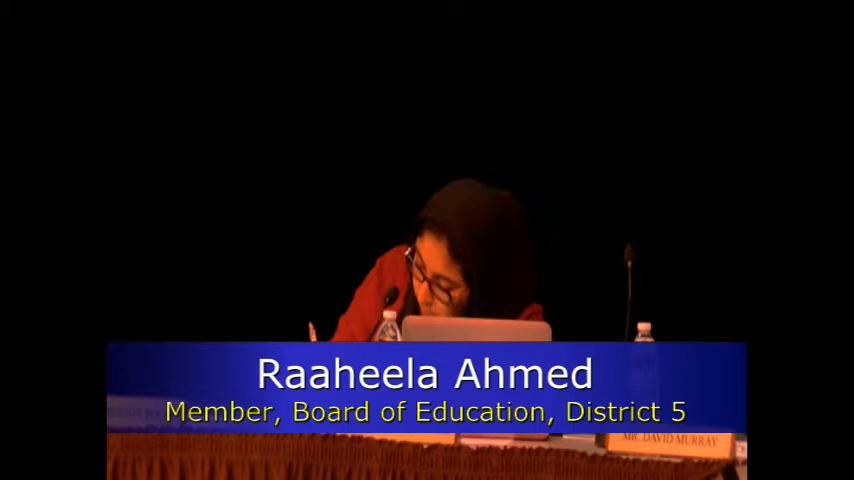 Raaheela Ahmed
Member, Board of Education, District 5
MR. DAVID MURRAY